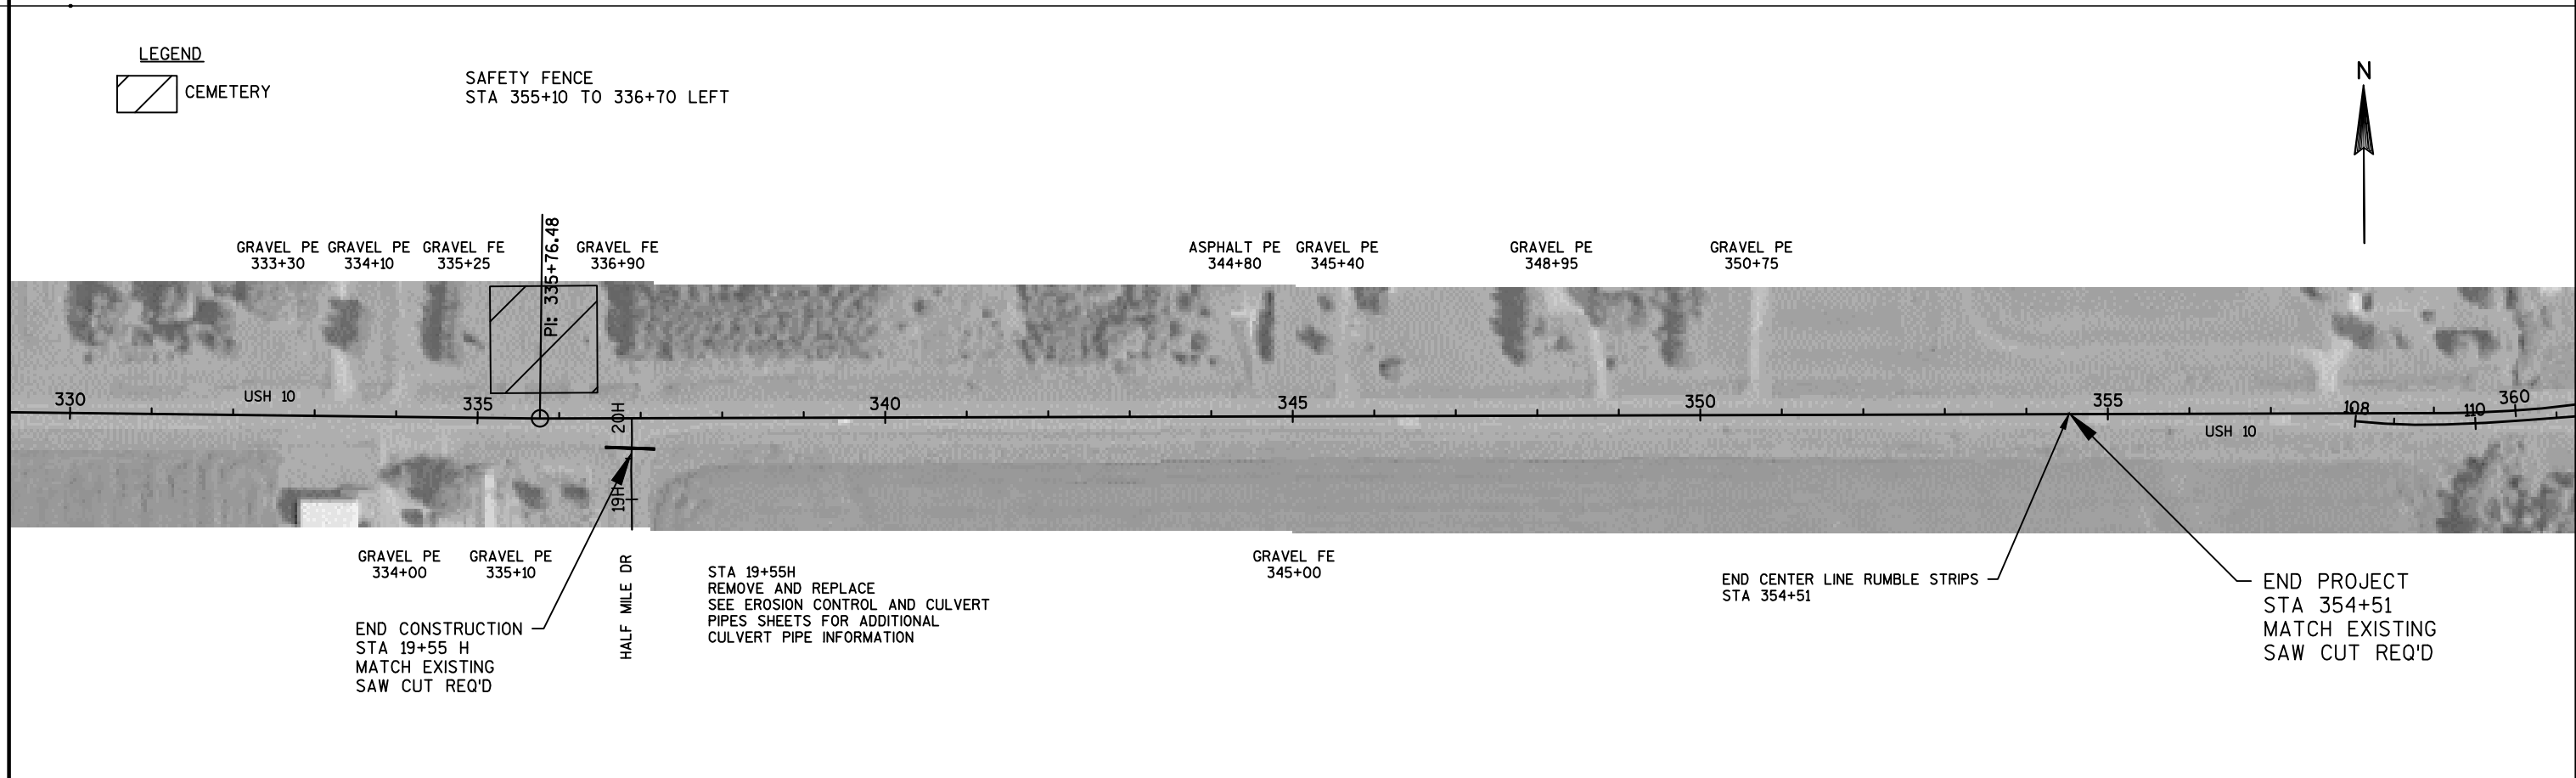 LEGEND
CEMETERY
SAFETY FENCE
STA 355+10 TO 336+70 LEFT
N
GRAVEL PE
333+30
GRAVEL PE
334+10
GRAVEL FE
335+25
PI: 335+76.48
GRAVEL FE
336+90
ASPHALT PE
344+80
GRAVEL PE
345+40
GRAVEL PE
348+95
GRAVEL PE
350+75
330
USH 10
335
20H
340
345
350
355
108
110
360
USH 10
19H
GRAVEL PE
334+00
GRAVEL PE
335+10
END CONSTRUCTION
STA 19+55 H
MATCH EXISTING
SAW CUT REQ'D
HALF MILE DR
STA 19+55H
REMOVE AND REPLACE
SEE EROSION CONTROL AND CULVERT
PIPES SHEETS FOR ADDITIONAL
CULVERT PIPE INFORMATION
GRAVEL FE
345+00
END CENTER LINE RUMBLE STRIPS
STA 354+51
END PROJECT
STA 354+51
MATCH EXISTING
SAW CUT REQ'D